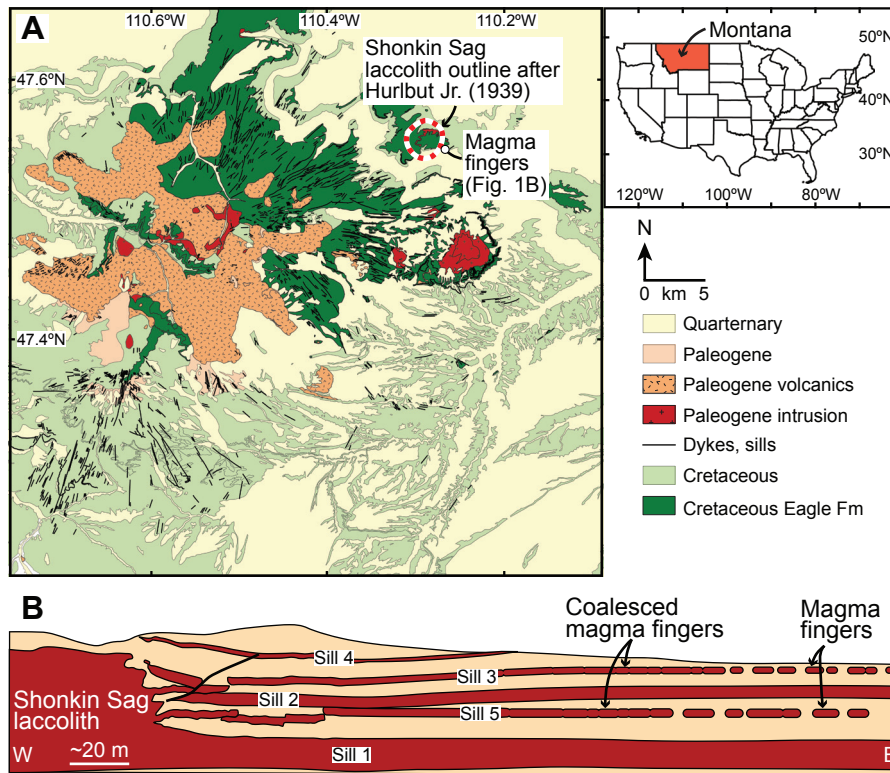 A
110.6ºW
110.4ºW
110.2ºW
47.6ºN
47.4ºN
Shonkin Sag
laccolith outline after
Hurlbut Jr. (1939)
Magma
fingers
(Fig. 1B)
Montana
50ºN
40ºN
30ºN
120ºW
100ºW
80ºW
N
0 km 5
Quarternary
Paleogene
Paleogene volcanics
Paleogene intrusion
Dykes, sills
Cretaceous
Cretaceous Eagle Fm
B
Coalesced
magma fingers
Magma
fingers
Sill 4
Sill 3
Sill 2
Sill 5
Shonkin Sag
laccolith
W
~20 m
Sill 1
E